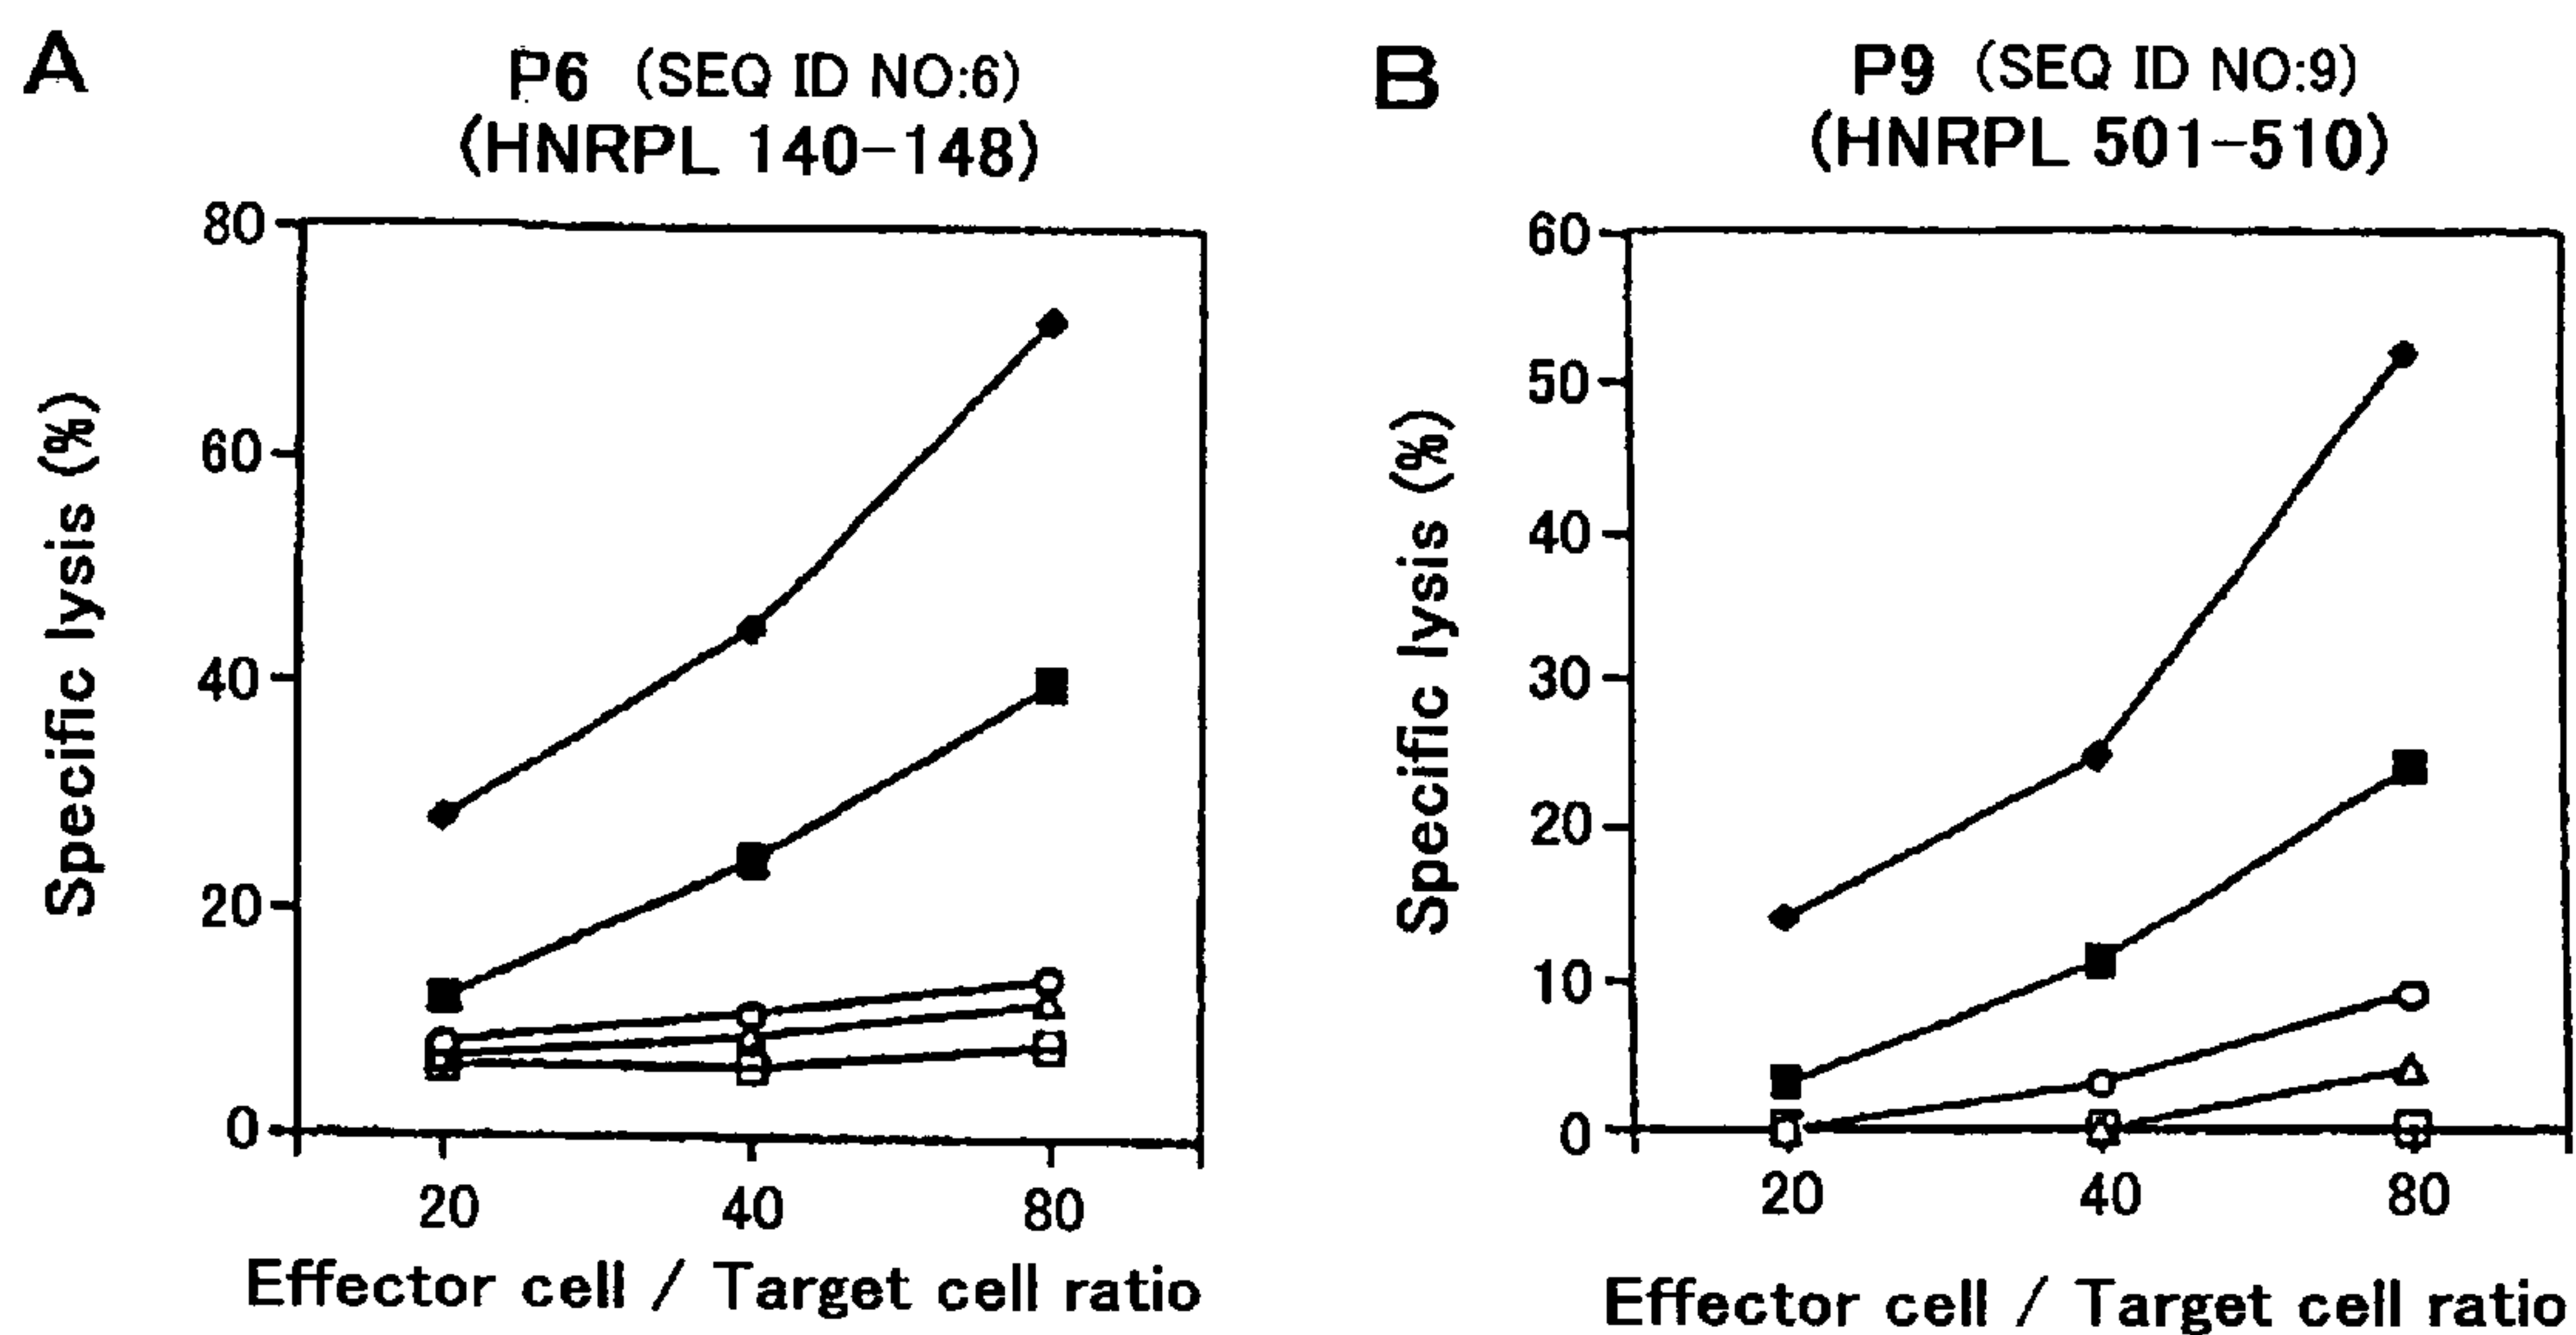 A
P6 (SEQ ID NO:6)
(HNRPL 140-148)
80
60
40
20
0
Specific lysis (%)
20 40 80
Effector cell / Target cell ratio
B
P9 (SEQ ID NO:9)
(HNRPL 501-510)
60
50
40
30
20
10
0
Specific lysis (%)
20 40 80
Effector cell / Target cell ratio